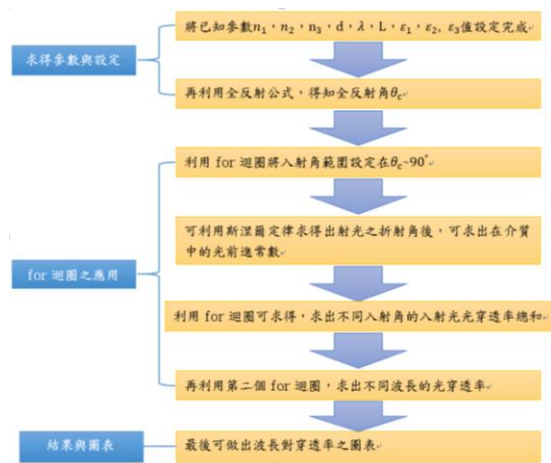 將已知參數n₁，n₂，n₃，d，λ，L，ε₁，ε₂，ε₃值設定完成
求得參數與設定
再利用全反射公式，得知全反射角θc
利用 for 迴圈將入射角範圍設定在θc~90°
可利用斯涅爾定律求得出射光之折射角後，可求出在介質
中的光前進常數
for 迴圈之應用
利用 for 迴圈可求得，求出不同入射角的入射光光穿透率總和
再利用第二個 for 迴圈，求出不同波長的光穿透率
結果與圖表
最後可做出波長對穿透率之圖表